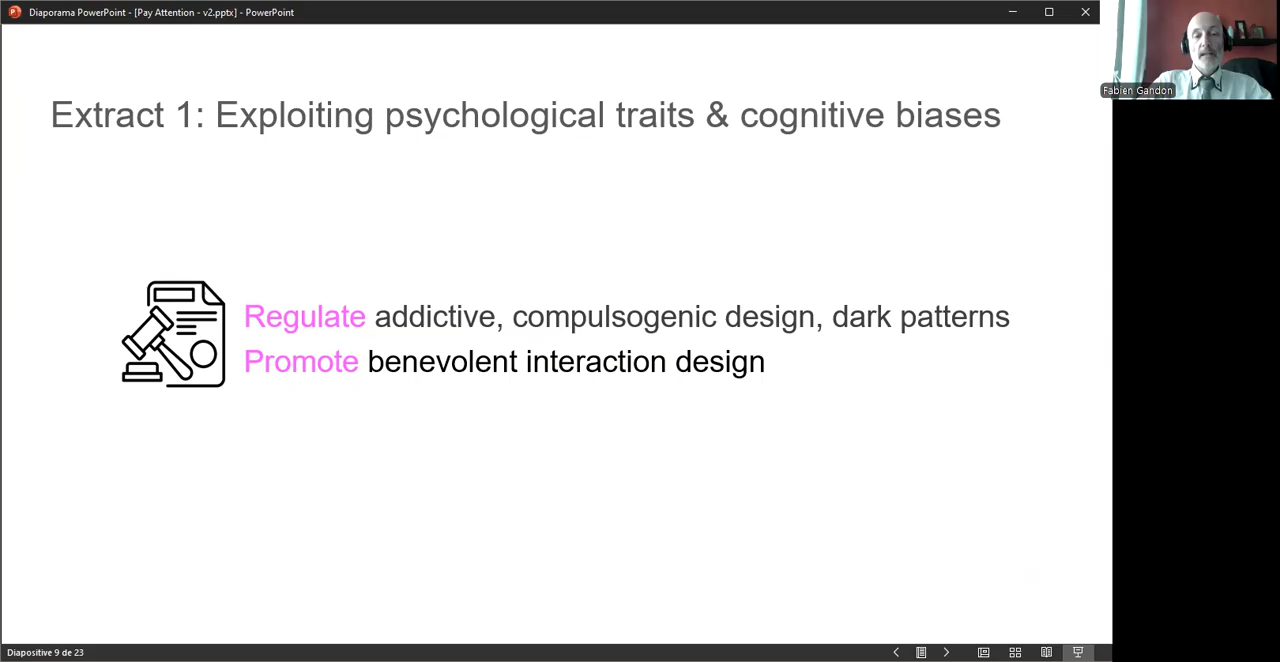 Diaporama PowerPoint - [Pay Attention - v2.pptx] - PowerPoint
Fabien Gandon
Extract 1: Exploiting psychological traits & cognitive biases
Regulate addictive, compulsogenic design, dark patterns
Promote benevolent interaction design
Diapositive 9 de 23